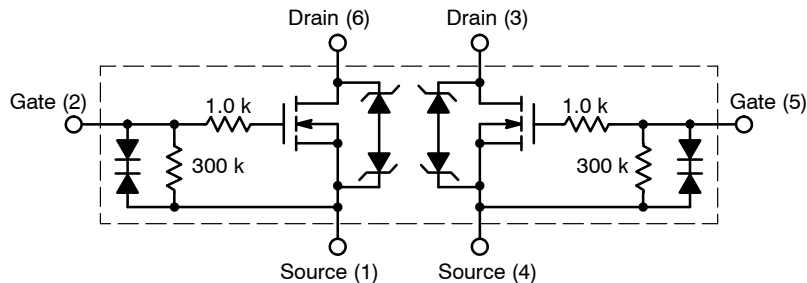 Drain (6)
Drain (3)
Gate (2)
1.0 k
1.0 k
Gate (5)
300 k
300 k
Source (1)
Source (4)